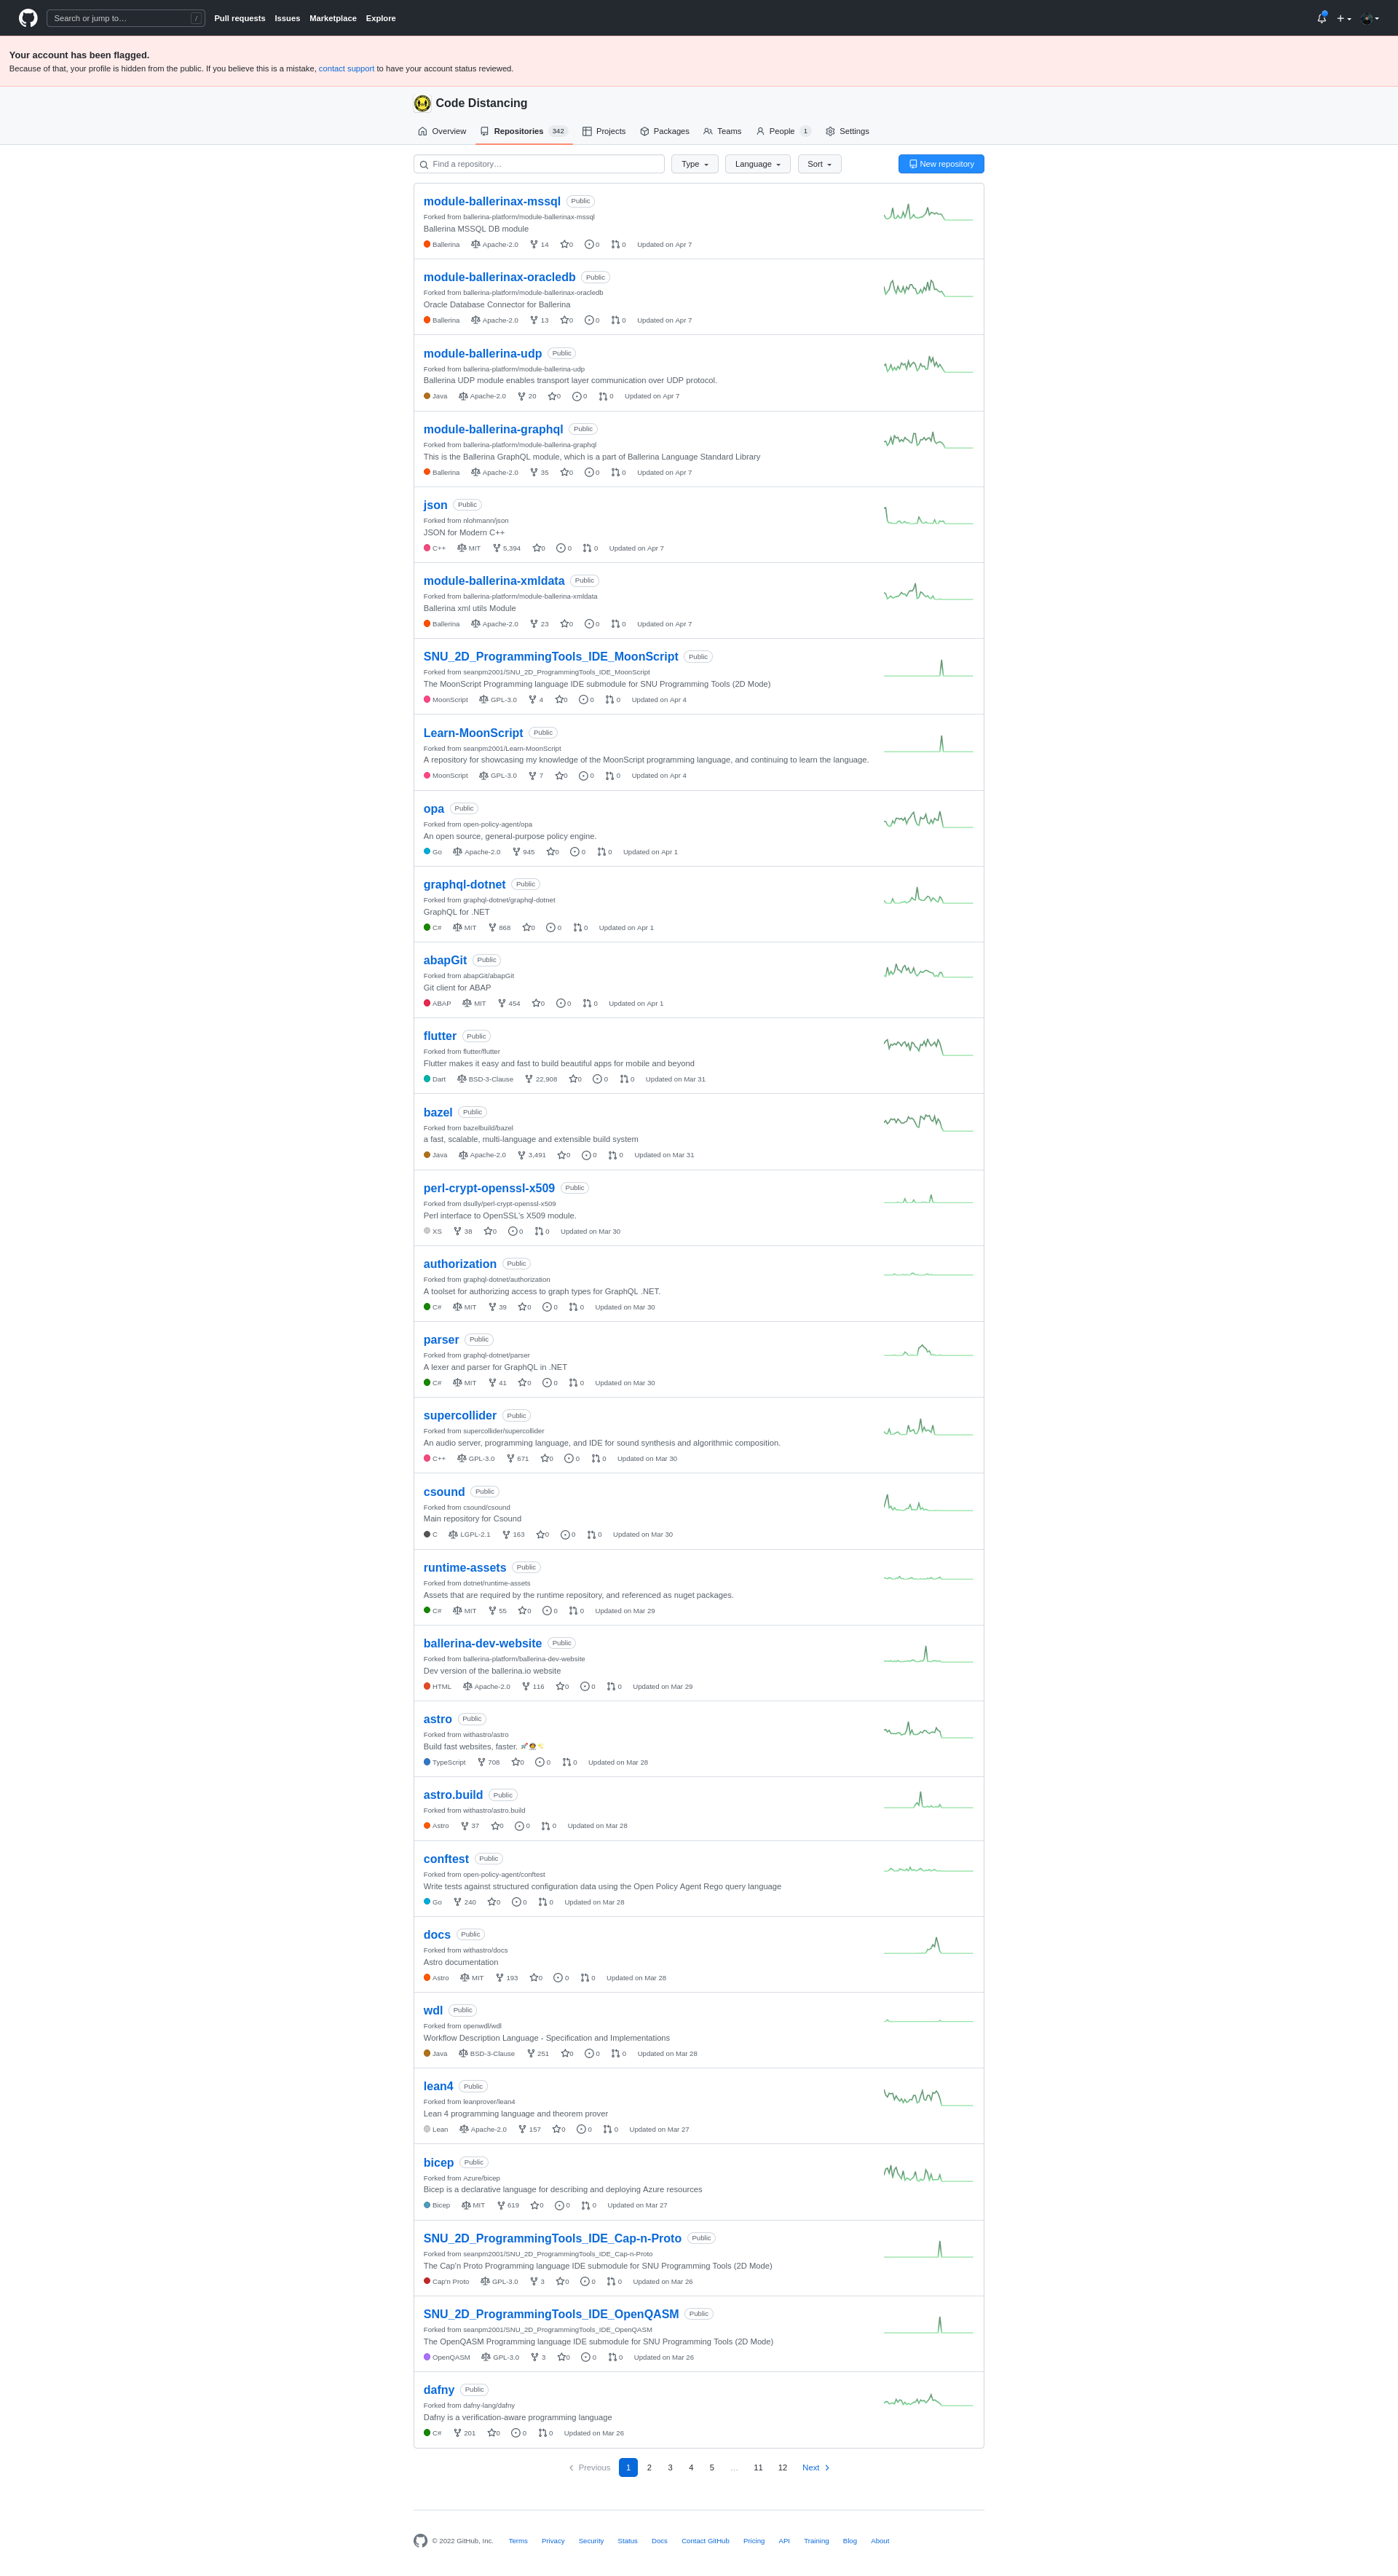 Search or jump to… /
Pull requests Issues Marketplace Explore
Your account has been flagged.
Because of that, your profile is hidden from the public. If you believe this is a mistake, contact support to have your account status reviewed.
Code Distancing
Overview Repositories 342 Projects Packages Teams People 1 Settings
Find a repository… Type Language Sort New repository
module-ballerinax-mssql Public
Forked from ballerina-platform/module-ballerinax-mssql
Ballerina MSSQL DB module
Ballerina Apache-2.0 14 0 0 0 Updated on Apr 7
module-ballerinax-oracledb Public
Forked from ballerina-platform/module-ballerinax-oracledb
Oracle Database Connector for Ballerina
Ballerina Apache-2.0 13 0 0 0 Updated on Apr 7
module-ballerina-udp Public
Forked from ballerina-platform/module-ballerina-udp
Ballerina UDP module enables transport layer communication over UDP protocol.
Java Apache-2.0 20 0 0 0 Updated on Apr 7
module-ballerina-graphql Public
Forked from ballerina-platform/module-ballerina-graphql
This is the Ballerina GraphQL module, which is a part of Ballerina Language Standard Library
Ballerina Apache-2.0 35 0 0 0 Updated on Apr 7
json Public
Forked from nlohmann/json
JSON for Modern C++
C++ MIT 5,394 0 0 0 Updated on Apr 7
module-ballerina-xmldata Public
Forked from ballerina-platform/module-ballerina-xmldata
Ballerina xml utils Module
Ballerina Apache-2.0 23 0 0 0 Updated on Apr 7
SNU_2D_ProgrammingTools_IDE_MoonScript Public
Forked from seanpm2001/SNU_2D_ProgrammingTools_IDE_MoonScript
The MoonScript Programming language IDE submodule for SNU Programming Tools (2D Mode)
MoonScript GPL-3.0 4 0 0 0 Updated on Apr 4
Learn-MoonScript Public
Forked from seanpm2001/Learn-MoonScript
A repository for showcasing my knowledge of the MoonScript programming language, and continuing to learn the language.
MoonScript GPL-3.0 7 0 0 0 Updated on Apr 4
opa Public
Forked from open-policy-agent/opa
An open source, general-purpose policy engine.
Go Apache-2.0 945 0 0 0 Updated on Apr 1
graphql-dotnet Public
Forked from graphql-dotnet/graphql-dotnet
GraphQL for .NET
C# MIT 868 0 0 0 Updated on Apr 1
abapGit Public
Forked from abapGit/abapGit
Git client for ABAP
ABAP MIT 454 0 0 0 Updated on Apr 1
flutter Public
Forked from flutter/flutter
Flutter makes it easy and fast to build beautiful apps for mobile and beyond
Dart BSD-3-Clause 22,908 0 0 0 Updated on Mar 31
bazel Public
Forked from bazelbuild/bazel
a fast, scalable, multi-language and extensible build system
Java Apache-2.0 3,491 0 0 0 Updated on Mar 31
perl-crypt-openssl-x509 Public
Forked from dsully/perl-crypt-openssl-x509
Perl interface to OpenSSL's X509 module.
XS 38 0 0 0 Updated on Mar 30
authorization Public
Forked from graphql-dotnet/authorization
A toolset for authorizing access to graph types for GraphQL .NET.
C# MIT 39 0 0 0 Updated on Mar 30
parser Public
Forked from graphql-dotnet/parser
A lexer and parser for GraphQL in .NET
C# MIT 41 0 0 0 Updated on Mar 30
supercollider Public
Forked from supercollider/supercollider
An audio server, programming language, and IDE for sound synthesis and algorithmic composition.
C++ GPL-3.0 671 0 0 0 Updated on Mar 30
csound Public
Forked from csound/csound
Main repository for Csound
C LGPL-2.1 163 0 0 0 Updated on Mar 30
runtime-assets Public
Forked from dotnet/runtime-assets
Assets that are required by the runtime repository, and referenced as nuget packages.
C# MIT 55 0 0 0 Updated on Mar 29
ballerina-dev-website Public
Forked from ballerina-platform/ballerina-dev-website
Dev version of the ballerina.io website
HTML Apache-2.0 116 0 0 0 Updated on Mar 29
astro Public
Forked from withastro/astro
Build fast websites, faster. 🚀🧑‍🚀✨
TypeScript 708 0 0 0 Updated on Mar 28
astro.build Public
Forked from withastro/astro.build
Astro 37 0 0 0 Updated on Mar 28
conftest Public
Forked from open-policy-agent/conftest
Write tests against structured configuration data using the Open Policy Agent Rego query language
Go 240 0 0 0 Updated on Mar 28
docs Public
Forked from withastro/docs
Astro documentation
Astro MIT 193 0 0 0 Updated on Mar 28
wdl Public
Forked from openwdl/wdl
Workflow Description Language - Specification and Implementations
Java BSD-3-Clause 251 0 0 0 Updated on Mar 28
lean4 Public
Forked from leanprover/lean4
Lean 4 programming language and theorem prover
Lean Apache-2.0 157 0 0 0 Updated on Mar 27
bicep Public
Forked from Azure/bicep
Bicep is a declarative language for describing and deploying Azure resources
Bicep MIT 619 0 0 0 Updated on Mar 27
SNU_2D_ProgrammingTools_IDE_Cap-n-Proto Public
Forked from seanpm2001/SNU_2D_ProgrammingTools_IDE_Cap-n-Proto
The Cap'n Proto Programming language IDE submodule for SNU Programming Tools (2D Mode)
Cap'n Proto GPL-3.0 3 0 0 0 Updated on Mar 26
SNU_2D_ProgrammingTools_IDE_OpenQASM Public
Forked from seanpm2001/SNU_2D_ProgrammingTools_IDE_OpenQASM
The OpenQASM Programming language IDE submodule for SNU Programming Tools (2D Mode)
OpenQASM GPL-3.0 3 0 0 0 Updated on Mar 26
dafny Public
Forked from dafny-lang/dafny
Dafny is a verification-aware programming language
C# 201 0 0 0 Updated on Mar 26
Previous 1 2 3 4 5 … 11 12 Next
© 2022 GitHub, Inc. Terms Privacy Security Status Docs Contact GitHub Pricing API Training Blog About